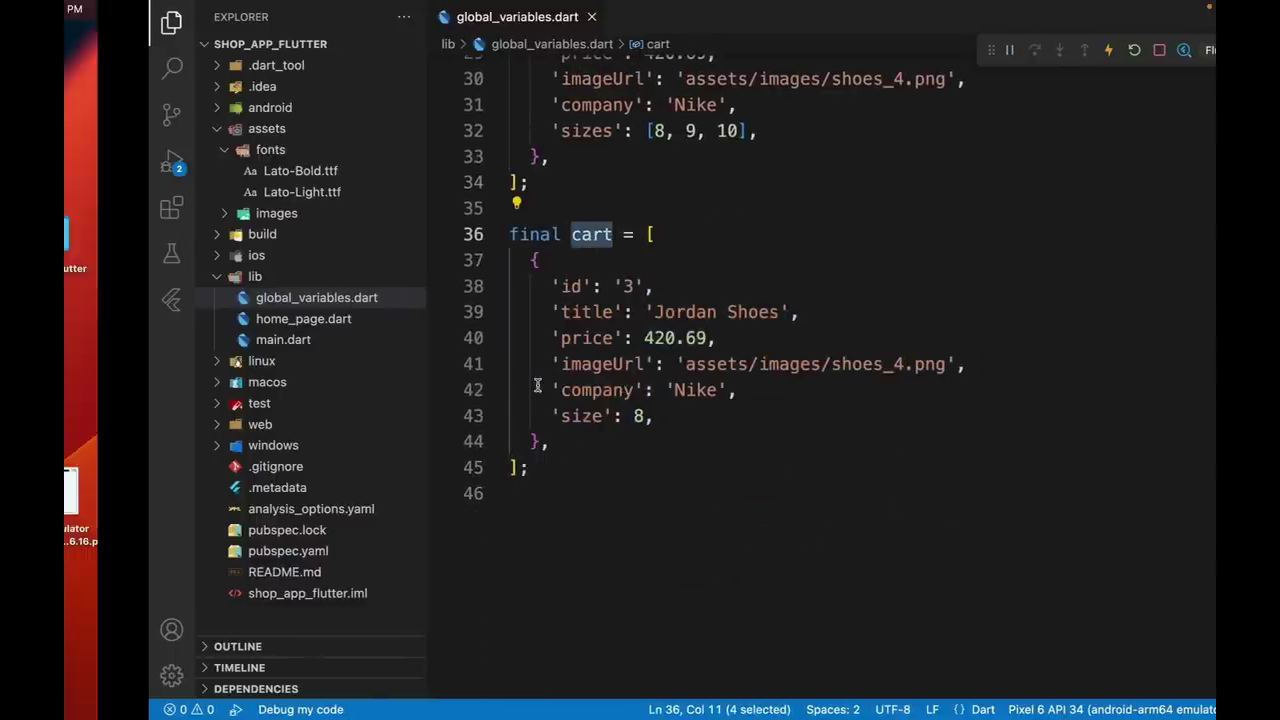 PM
EXPLORER
global_variables.dart
SHOP_APP_FLUTTER
lib > global_variables.dart > cart
.dart_tool
.idea
android
assets
fonts
Lato-Bold.ttf
Lato-Light.ttf
images
build
ios
lib
global_variables.dart
home_page.dart
main.dart
linux
macos
test
web
windows
.gitignore
.metadata
analysis_options.yaml
pubspec.lock
pubspec.yaml
README.md
shop_app_flutter.iml
OUTLINE
TIMELINE
DEPENDENCIES
2
29 'price': 420.69,
30 'imageUrl': 'assets/images/shoes_4.png',
31 'company': 'Nike',
32 'sizes': [8, 9, 10],
33 },
34 ];
35
36 final cart = [
37 {
38 'id': '3',
39 'title': 'Jordan Shoes',
40 'price': 420.69,
41 'imageUrl': 'assets/images/shoes_4.png',
42 'company': 'Nike',
43 'size': 8,
44 },
45 ];
46
utter
ulator
..6.16.p
0 0 Debug my code
Ln 36, Col 11 (4 selected) Spaces: 2 UTF-8 LF {} Dart Pixel 6 API 34 (android-arm64 emulato